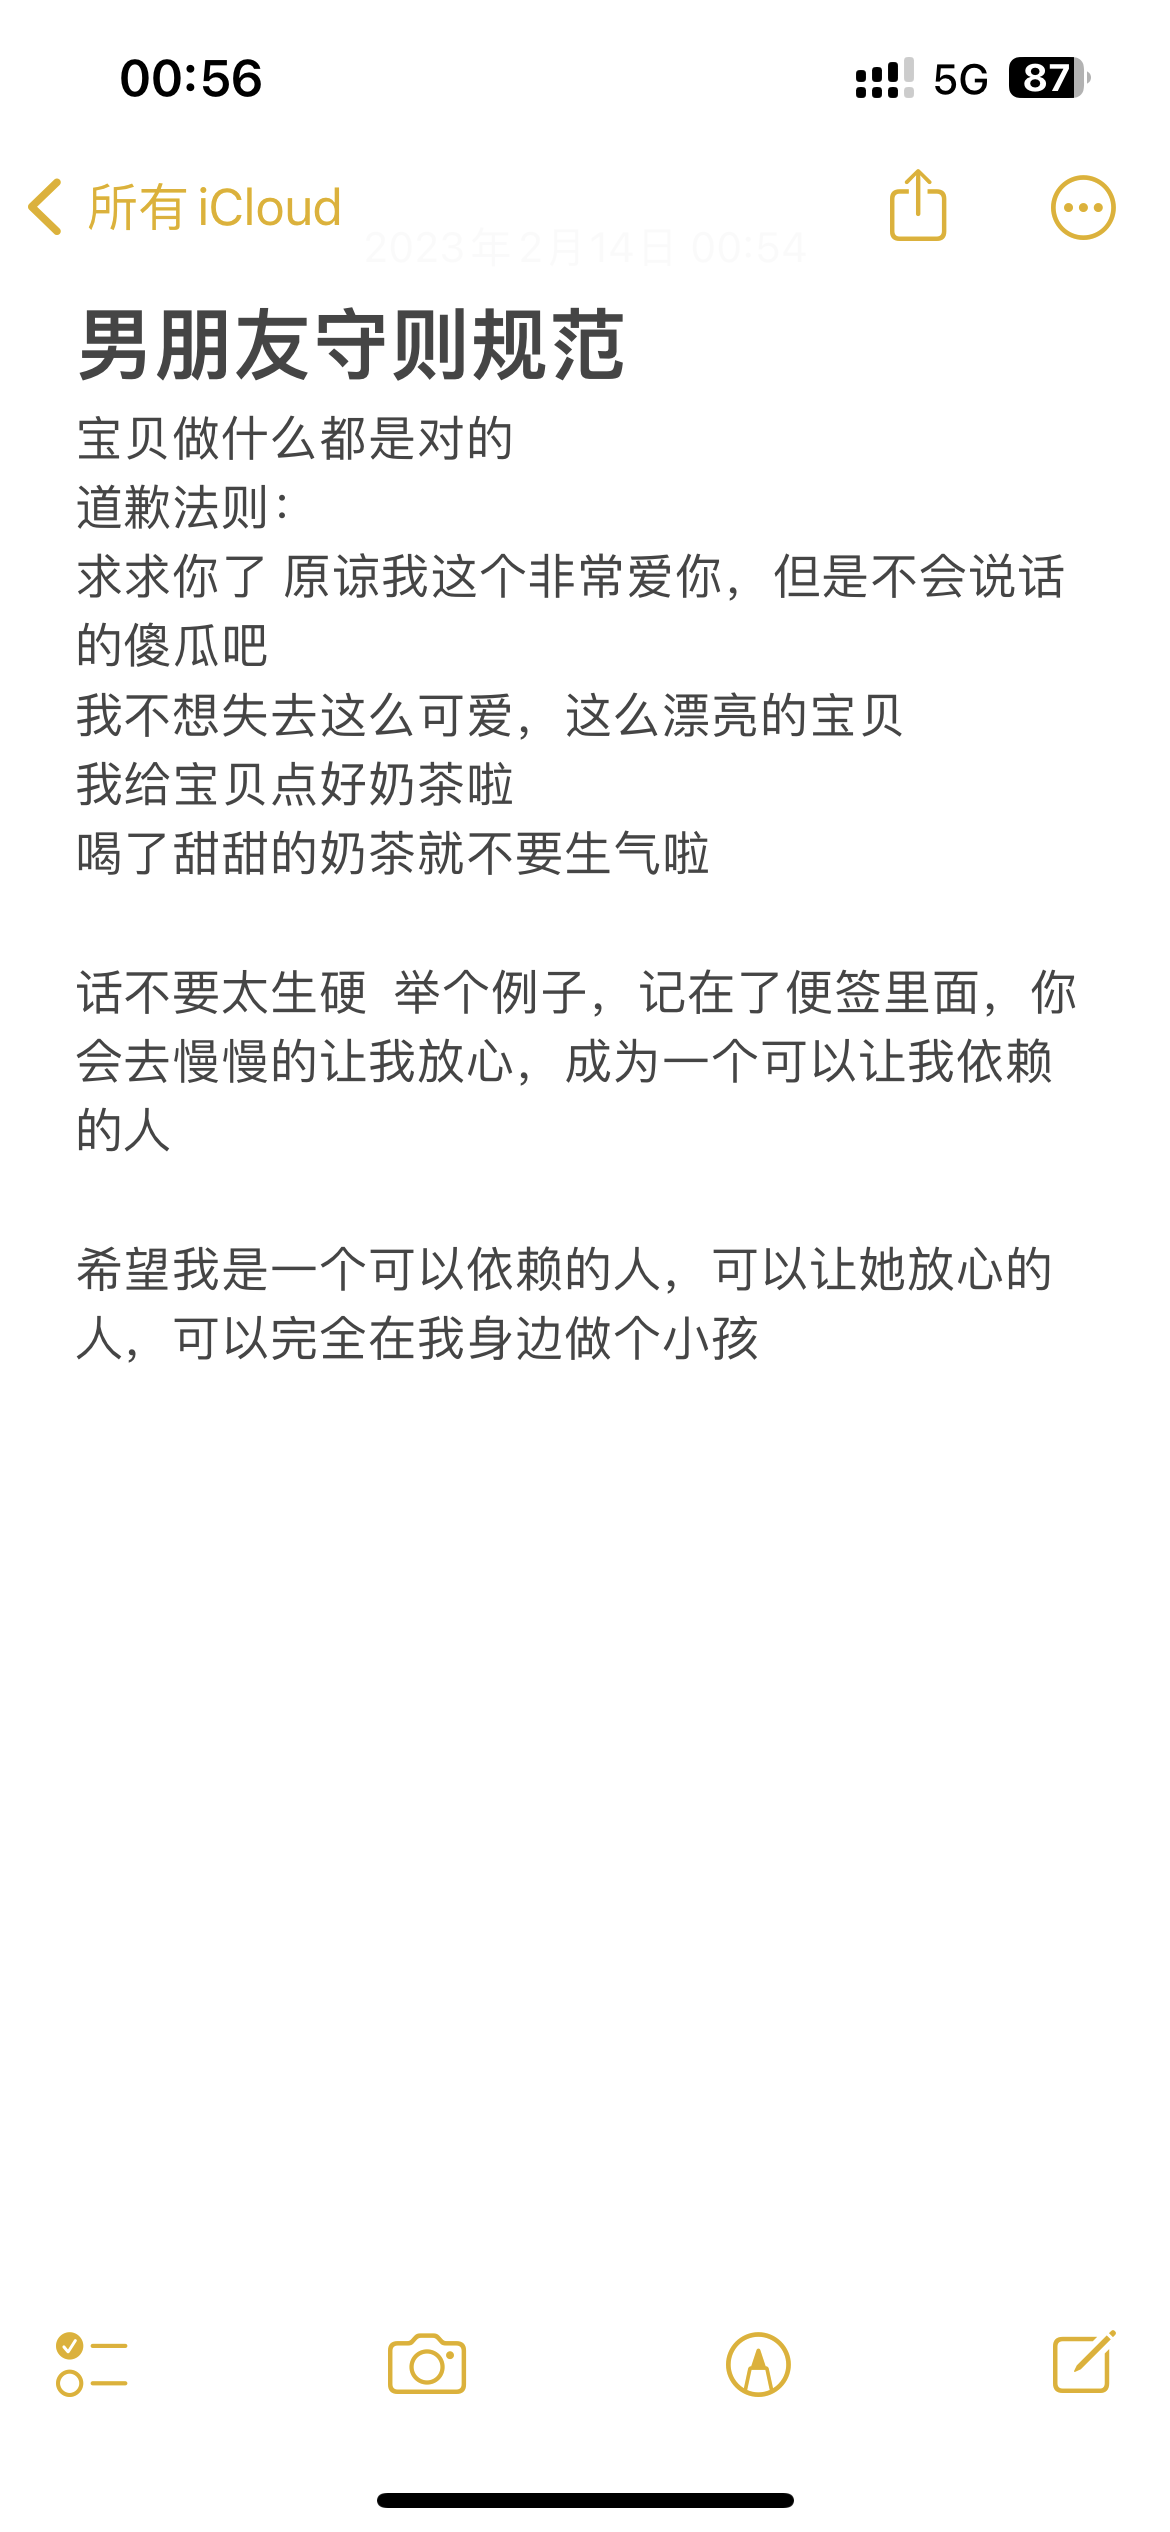 00:56
5G
87
所有 iCloud
2023年2月14日 00:54
男朋友守则规范
宝贝做什么都是对的
道歉法则：
求求你了 原谅我这个非常爱你，但是不会说话
的傻瓜吧
我不想失去这么可爱，这么漂亮的宝贝
我给宝贝点好奶茶啦
喝了甜甜的奶茶就不要生气啦
话不要太生硬  举个例子，记在了便签里面，你
会去慢慢的让我放心，成为一个可以让我依赖
的人
希望我是一个可以依赖的人，可以让她放心的
人，可以完全在我身边做个小孩